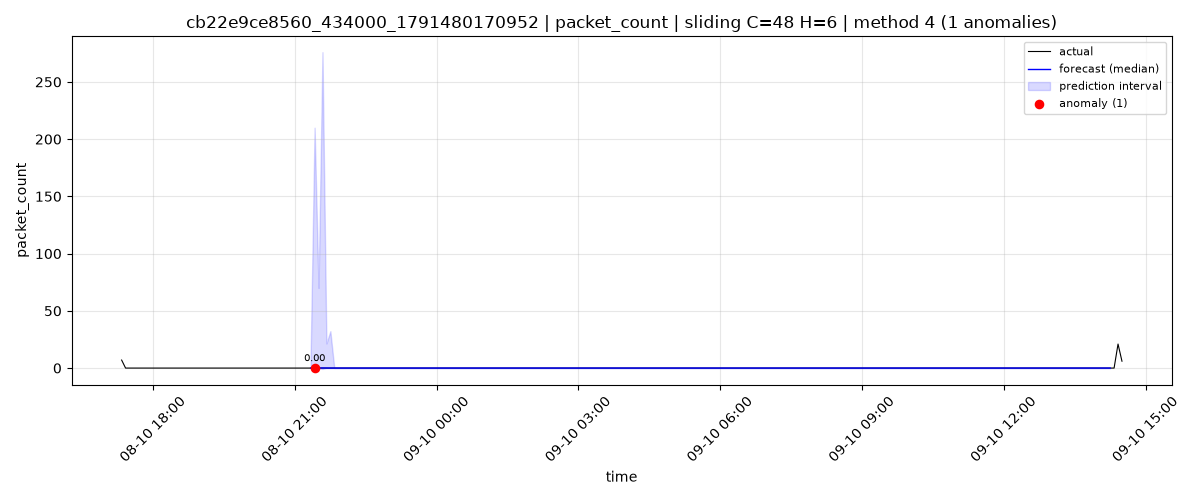 cb22e9ce8560_434000_1791480170952 | packet_count | sliding C=48 H=6 | method 4 (1 anomalies)
packet_count
250
200
150
100
50
0
0.00
actual
forecast (median)
prediction interval
anomaly (1)
08-10 18:00
08-10 21:00
09-10 00:00
09-10 03:00
09-10 06:00
09-10 09:00
09-10 12:00
09-10 15:00
time